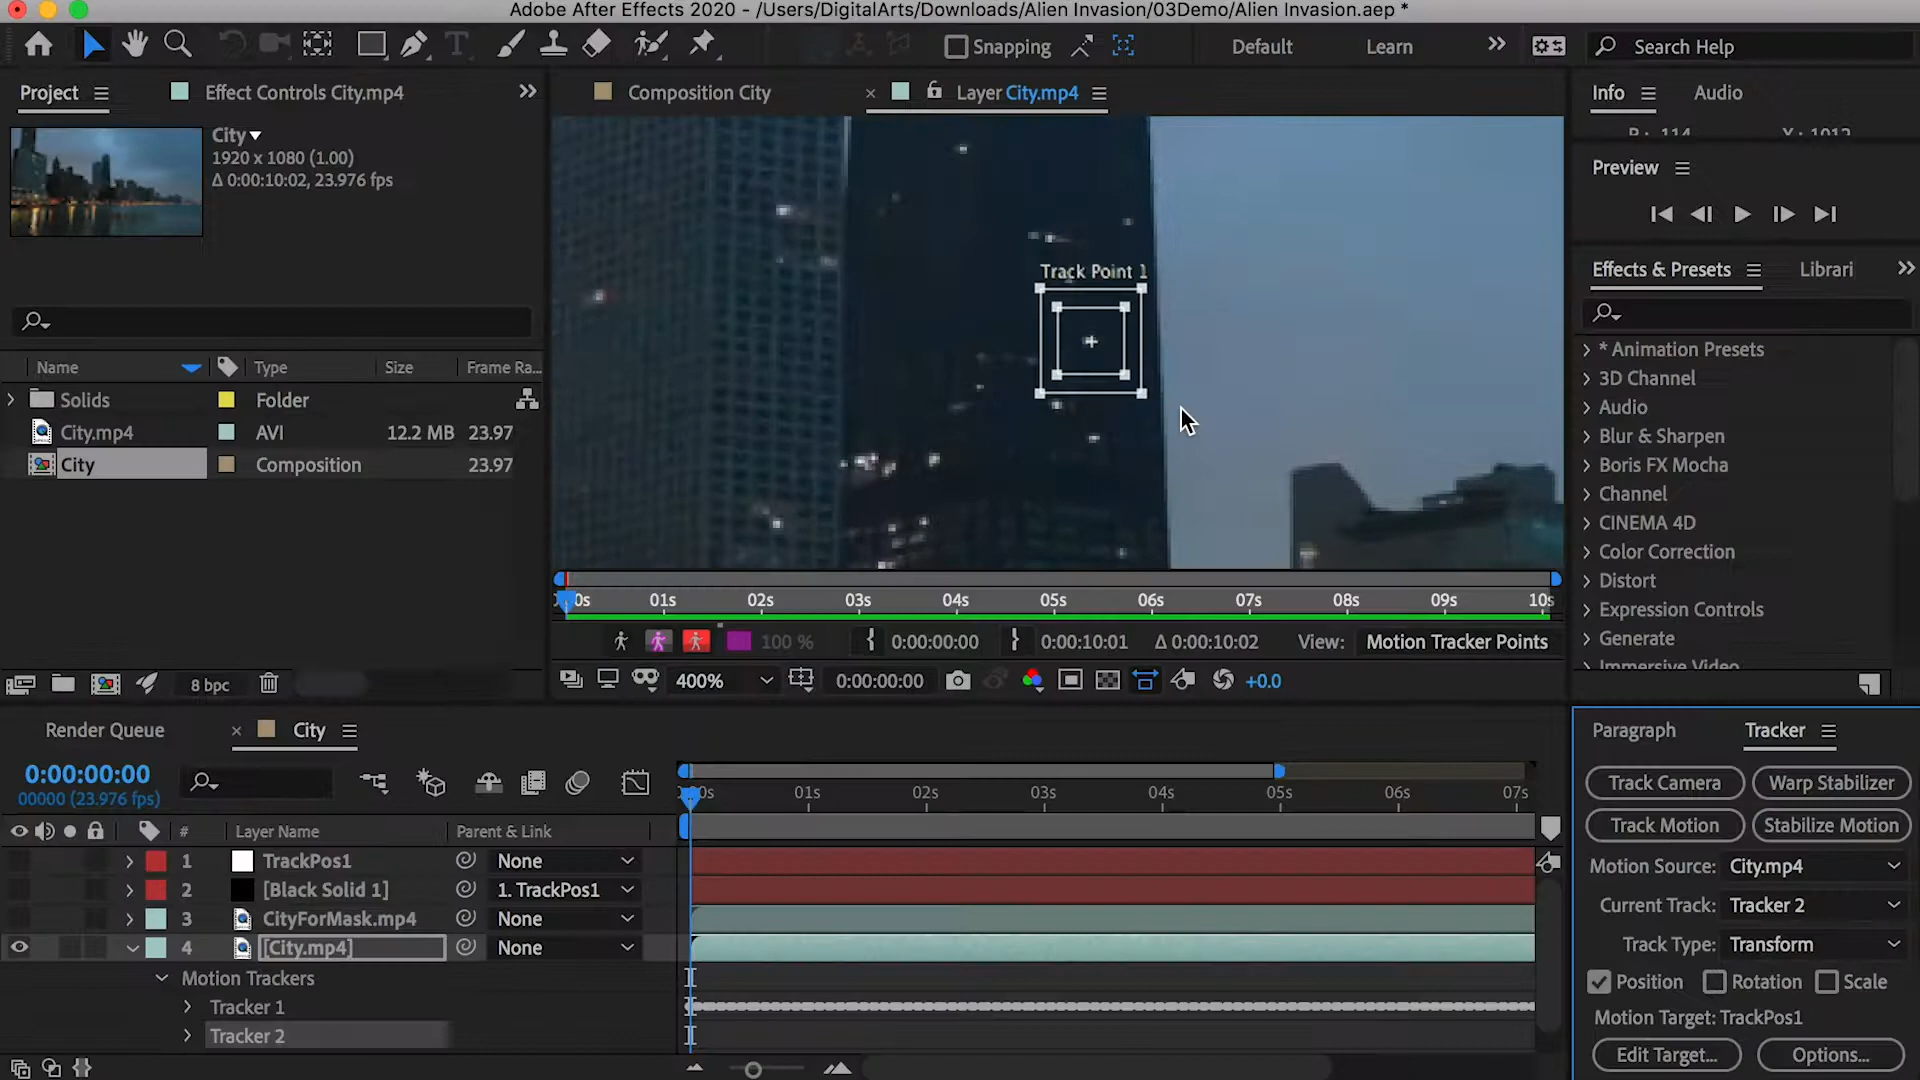 Adobe After Effects 2020 - /Users/DigitalArts/Downloads/Alien Invasion/03Demo/Alien Invasion.aep *
Snapping
Default
Learn
Search Help
Project
Effect Controls City.mp4
Composition City
Layer City.mp4
Info
Audio
City
1920 x 1080 (1.00)
Δ 0:00:10:02, 23.976 fps
Preview
Track Point 1
Effects & Presets
Librari
Name
Type
Size
Frame Ra...
Solids
Folder
City.mp4
AVI
12.2 MB
23.97
City
Composition
23.97
* Animation Presets
3D Channel
Audio
Blur & Sharpen
Boris FX Mocha
Channel
CINEMA 4D
Color Correction
Distort
Expression Controls
Generate
Immersive Video
01s 02s 03s 04s 05s 06s 07s 08s 09s 10s
100 %
0:00:00:00
0:00:10:01
Δ 0:00:10:02
View:
Motion Tracker Points
8 bpc
400%
0:00:00:00
+0.0
Render Queue
City
0:00:00:00
00000 (23.976 fps)
01s 02s 03s 04s 05s 06s 07s
#
Layer Name
Parent & Link
1
TrackPos1
None
2
[Black Solid 1]
1. TrackPos1
3
CityForMask.mp4
None
4
[City.mp4]
None
Motion Trackers
Tracker 1
Tracker 2
Paragraph
Tracker
Track Camera
Warp Stabilizer
Track Motion
Stabilize Motion
Motion Source: City.mp4
Current Track: Tracker 2
Track Type: Transform
Position
Rotation
Scale
Motion Target: TrackPos1
Edit Target...
Options...